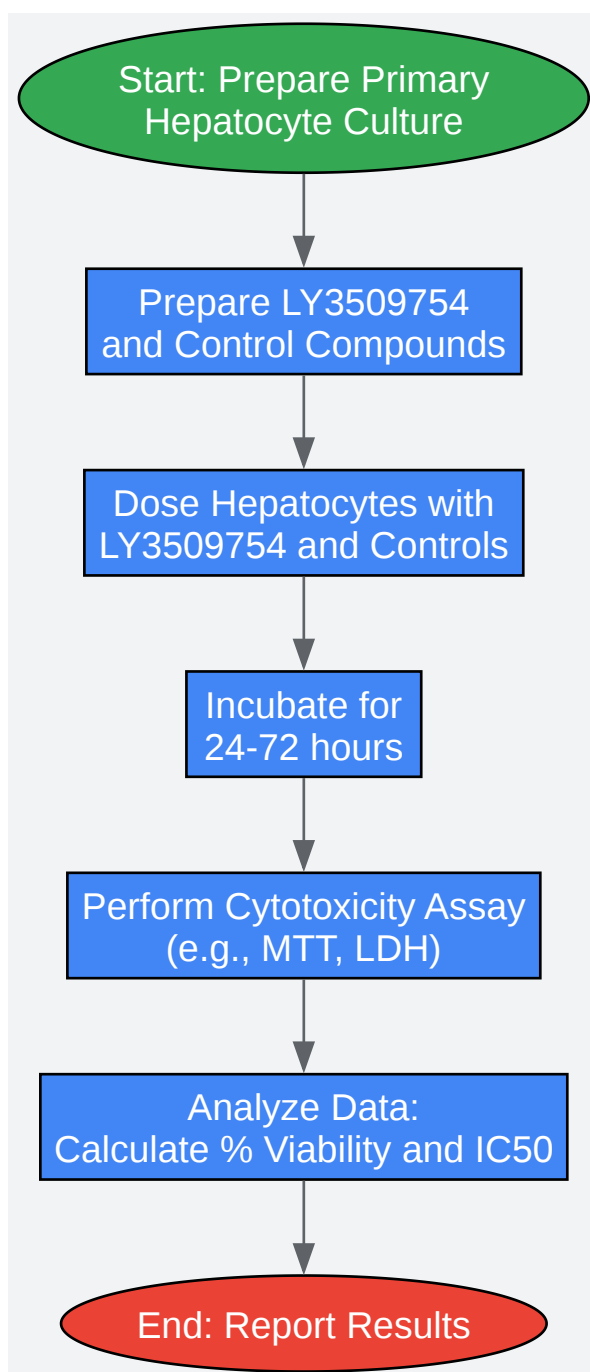 Start: Prepare Primary
Hepatocyte Culture
Prepare LY3509754
and Control Compounds
Dose Hepatocytes with
LY3509754 and Controls
Incubate for
24-72 hours
Perform Cytotoxicity Assay
(e.g., MTT, LDH)
Analyze Data:
Calculate % Viability and IC50
End: Report Results